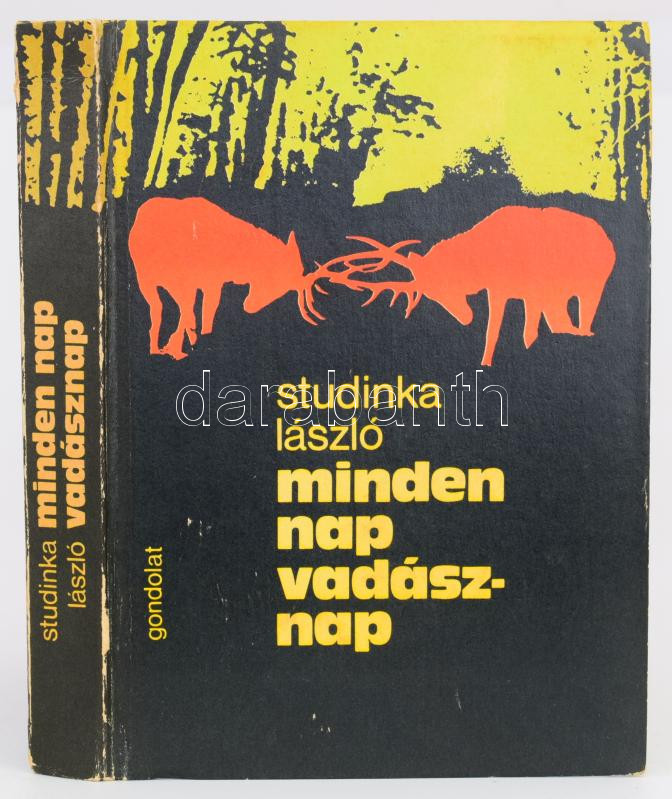 studinka minden nap
lászló vadásznap
studinka
lászló
minden
nap
vadász-
nap
gondolat
darabanth